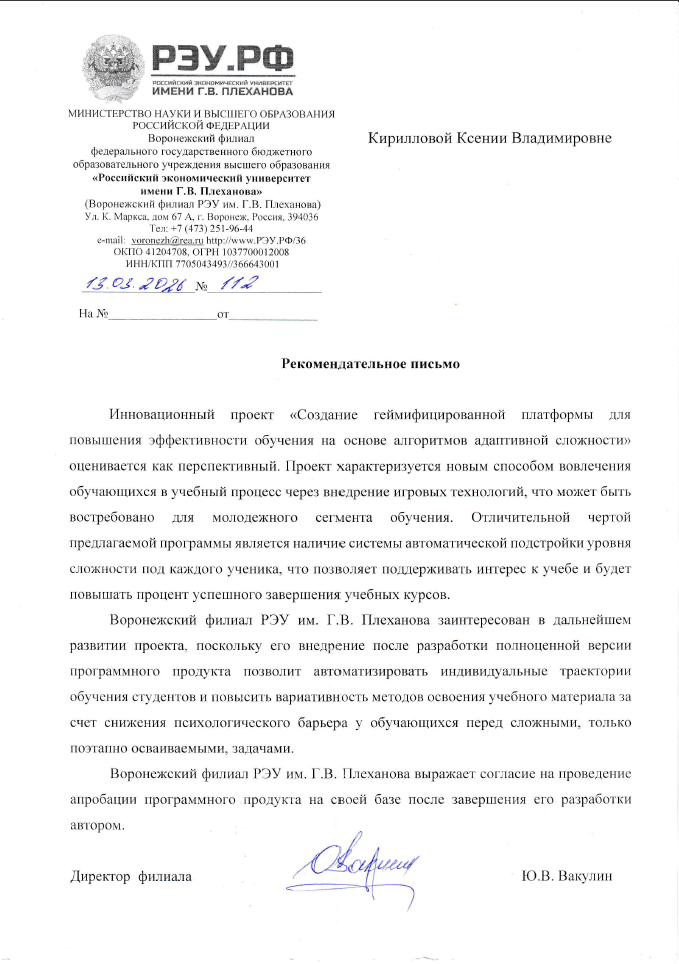 РЭУ.РФ
РОССИЙСКИЙ ЭКОНОМИЧЕСКИЙ УНИВЕРСИТЕТ
ИМЕНИ Г.В. ПЛЕХАНОВА
МИНИСТЕРСТВО НАУКИ И ВЫСШЕГО ОБРАЗОВАНИЯ
РОССИЙСКОЙ ФЕДЕРАЦИИ
Воронежский филиал
федерального государственного бюджетного
образовательного учреждения высшего образования
«Российский экономический университет
имени Г.В. Плеханова»
(Воронежский филиал РЭУ им. Г.В. Плеханова)
Ул. К. Маркса, дом 67 А, г. Воронеж, Россия, 394036
Тел: +7 (473) 251-96-44
e-mail: voronezh@rea.ru http://www.РЭУ.РФ/36
ОКПО 41204708, ОГРН 1037700012008
ИНН/КПП 7705043493//366643001
13.03.2026 № 112
На №________________от_____________
Кирилловой Ксении Владимировне
Рекомендательное письмо
Инновационный проект «Создание геймифицированной платформы для
повышения эффективности обучения на основе алгоритмов адаптивной сложности»
оценивается как перспективный. Проект характеризуется новым способом вовлечения
обучающихся в учебный процесс через внедрение игровых технологий, что может быть
востребовано для молодежного сегмента обучения. Отличительной чертой
предлагаемой программы является наличие системы автоматической подстройки уровня
сложности под каждого ученика, что позволяет поддерживать интерес к учебе и будет
повышать процент успешного завершения учебных курсов.
Воронежский филиал РЭУ им. Г.В. Плеханова заинтересован в дальнейшем
развитии проекта, поскольку его внедрение после разработки полноценной версии
программного продукта позволит автоматизировать индивидуальные траектории
обучения студентов и повысить вариативность методов освоения учебного материала за
счет снижения психологического барьера у обучающихся перед сложными, только
поэтапно осваиваемыми, задачами.
Воронежский филиал РЭУ им. Г.В. Плеханова выражает согласие на проведение
апробации программного продукта на своей базе после завершения его разработки
автором.
Директор филиала Ю.В. Вакулин